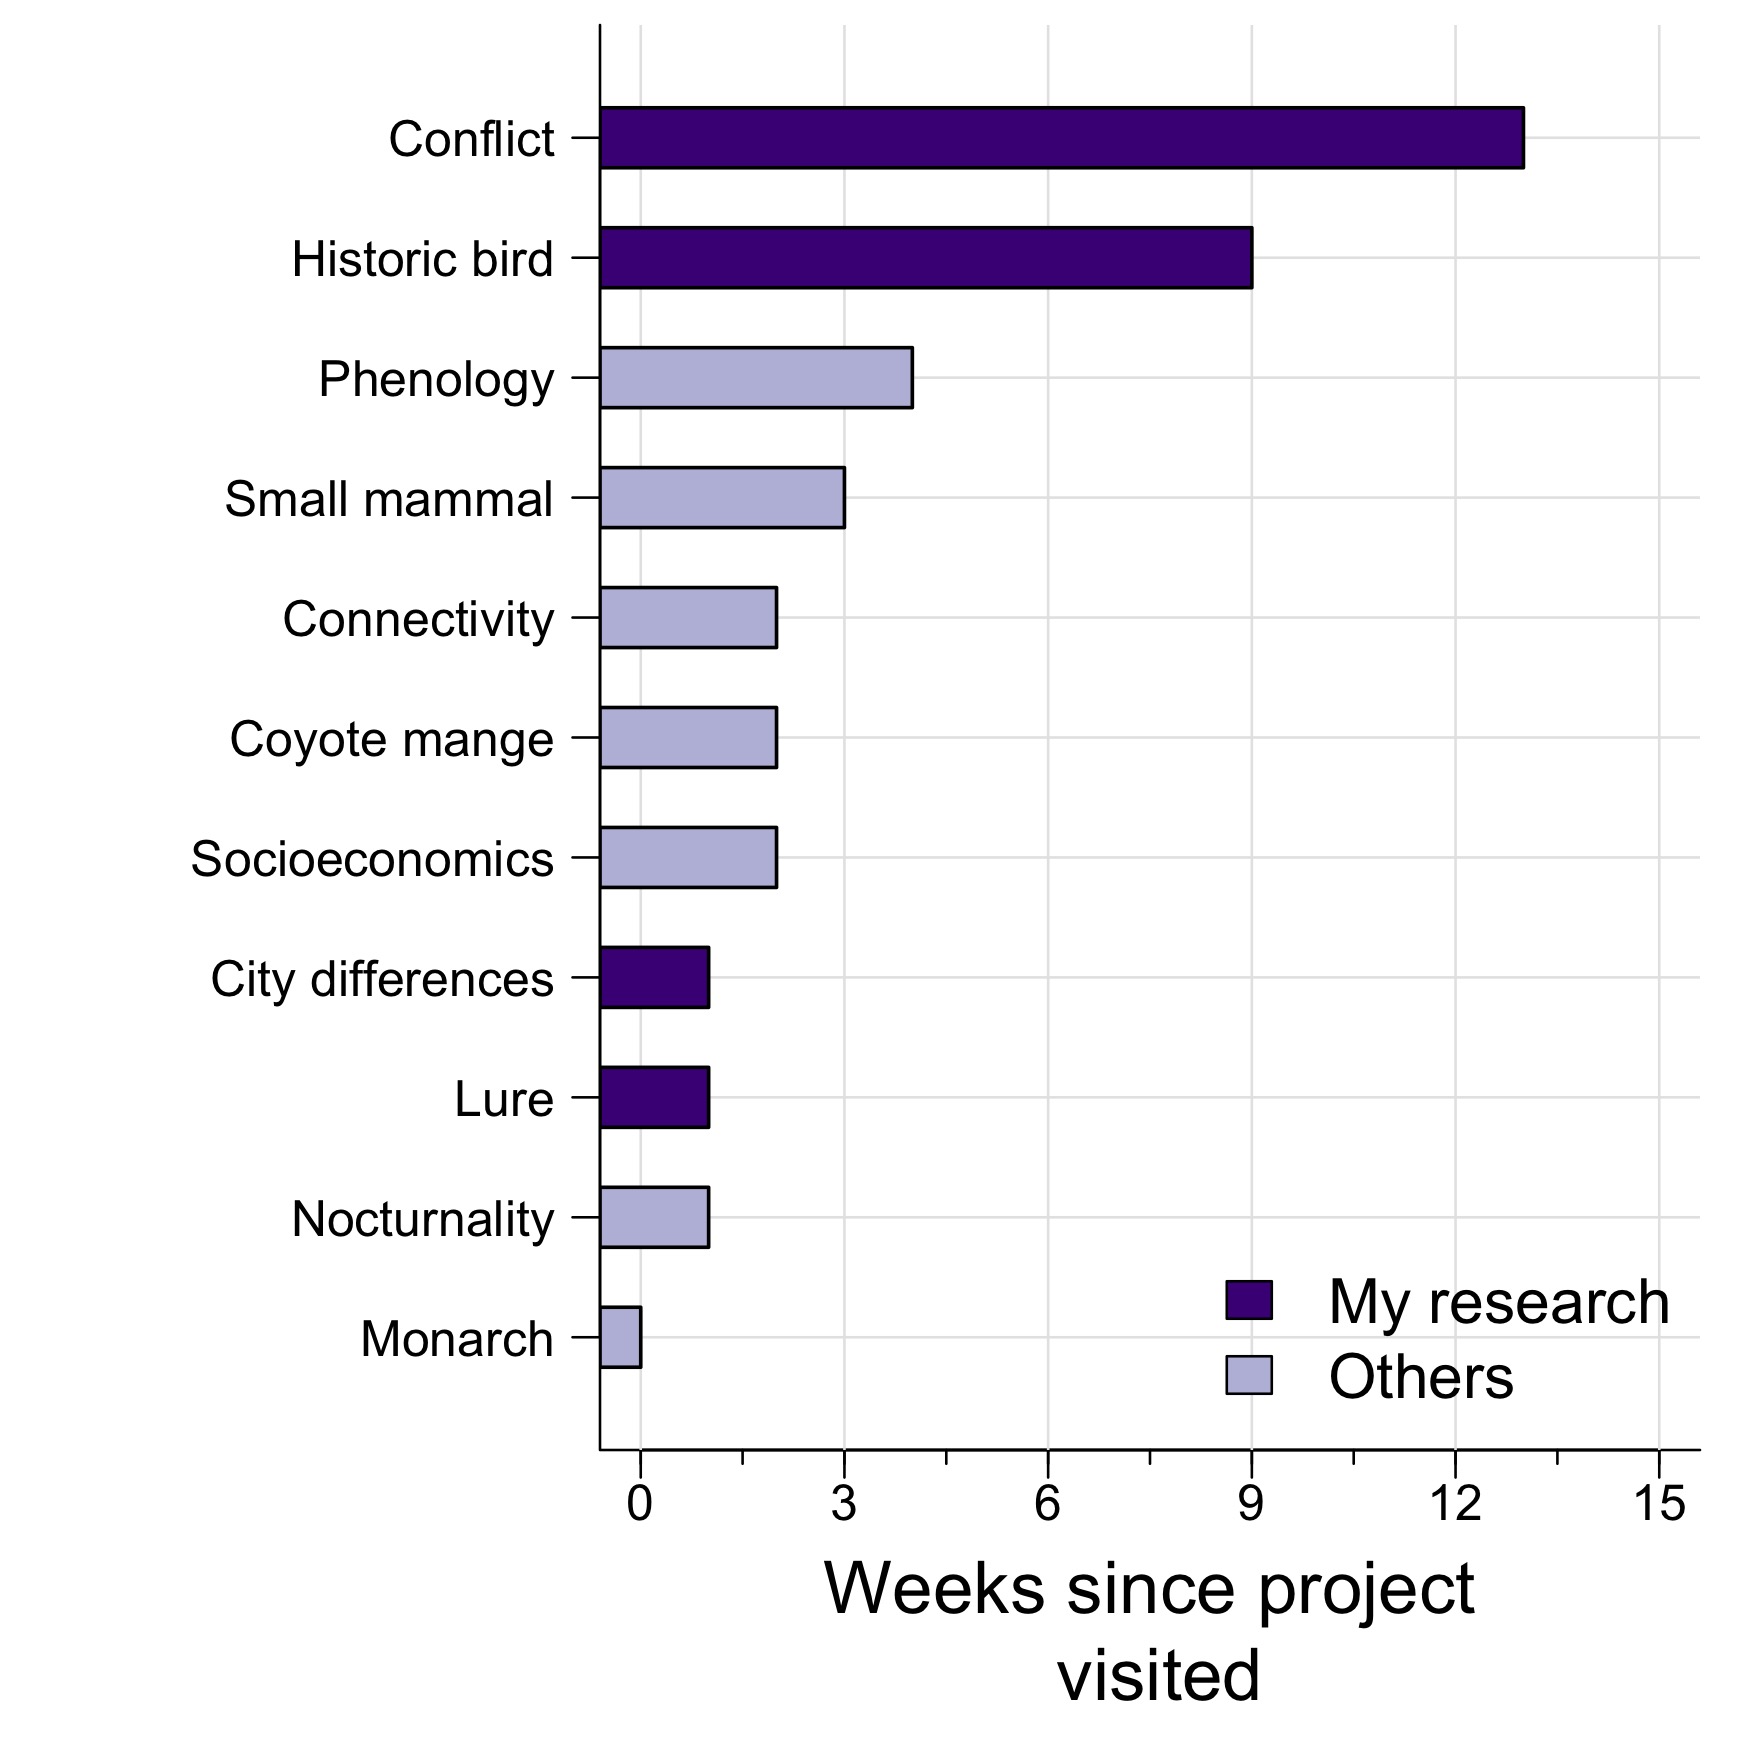 Conflict
Historic bird
Phenology
Small mammal
Connectivity
Coyote mange
Socioeconomics
City differences
Lure
Nocturnality
Monarch
My research
Others
0 3 6 9 12 15
Weeks since project
visited